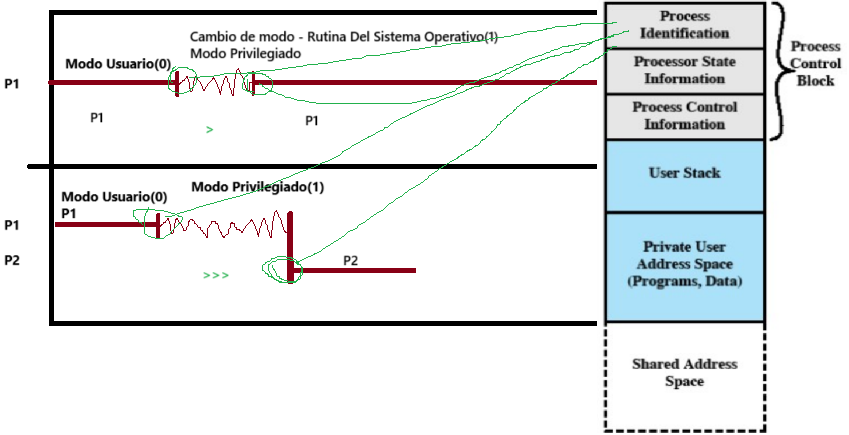 Cambio de modo - Rutina Del Sistema Operativo(1)
Modo Privilegiado
Modo Usuario(0)
P1
P1
>
P1
Modo Usuario(0)
Modo Privilegiado(1)
P1
P1
P2
>>>
P2
Process
Identification
Processor State
Information
Process Control
Information
Process
Control
Block
User Stack
Private User
Address Space
(Programs, Data)
Shared Address
Space